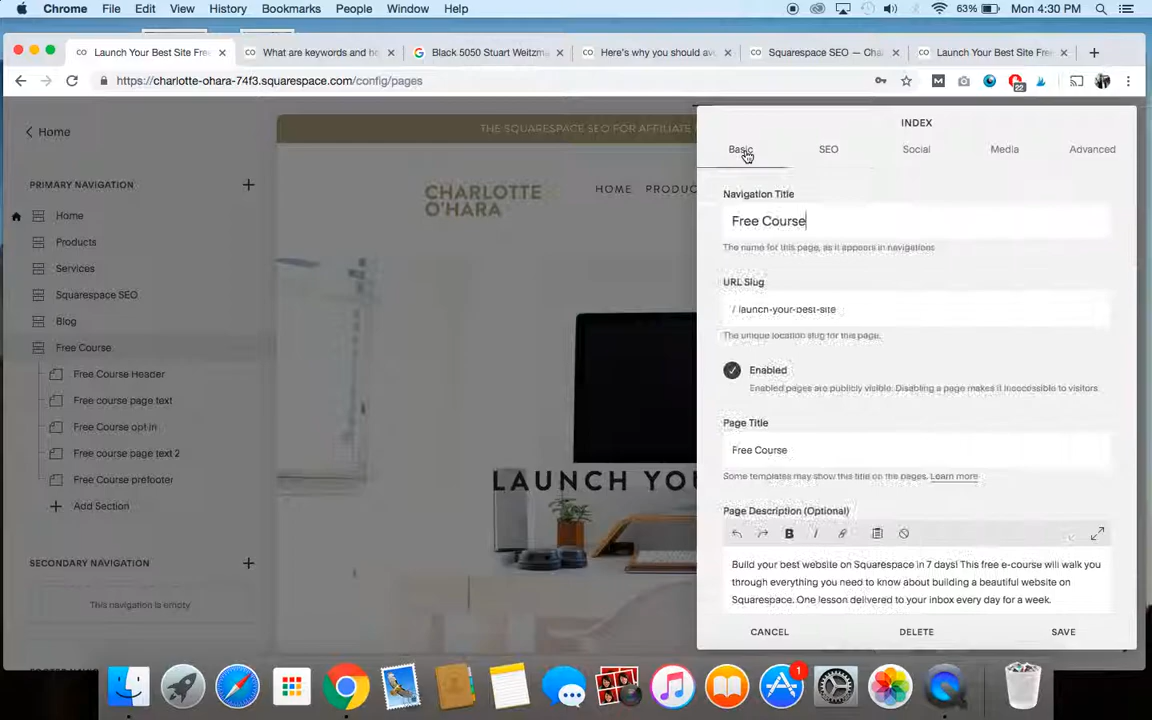 Chrome File Edit View History Bookmarks People Window Help 63% Mon 4:30 PM
Launch Your Best Site Fre × What are keywords and ho × Black 5050 Stuart Weitzm × Here's why you should av × Squarespace SEO — Cha × Launch Your Best Site Fre ×
https://charlotte-ohara-74f3.squarespace.com/config/pages
22
Home
PRIMARY NAVIGATION
Home
Products
Services
Squarespace SEO
Blog
Free Course
Free Course Header
Free course page text
Free Course opt in
Free course page text 2
Free Course prefooter
Add Section
SECONDARY NAVIGATION
This navigation is empty
THE SQUARESPACE SEO FOR AFFILIATE
CHARLOTTE
O'HARA
HOME PRODUC
LAUNCH YOU
INDEX
Basic SEO Social Media Advanced
Navigation Title
Free Course
The name for this page, as it appears in navigations
URL Slug
/ launch-your-best-site
The unique location slug for this page.
Enabled
Enabled pages are publicly visible. Disabling a page makes it inaccessible to visitors.
Page Title
Free Course
Some templates may show this title on the pages. Learn more
Page Description (Optional)
B I
Build your best website on Squarespace in 7 days! This free e-course will walk you
through everything you need to know about building a beautiful website on
Squarespace. One lesson delivered to your inbox every day for a week.
CANCEL DELETE SAVE
1